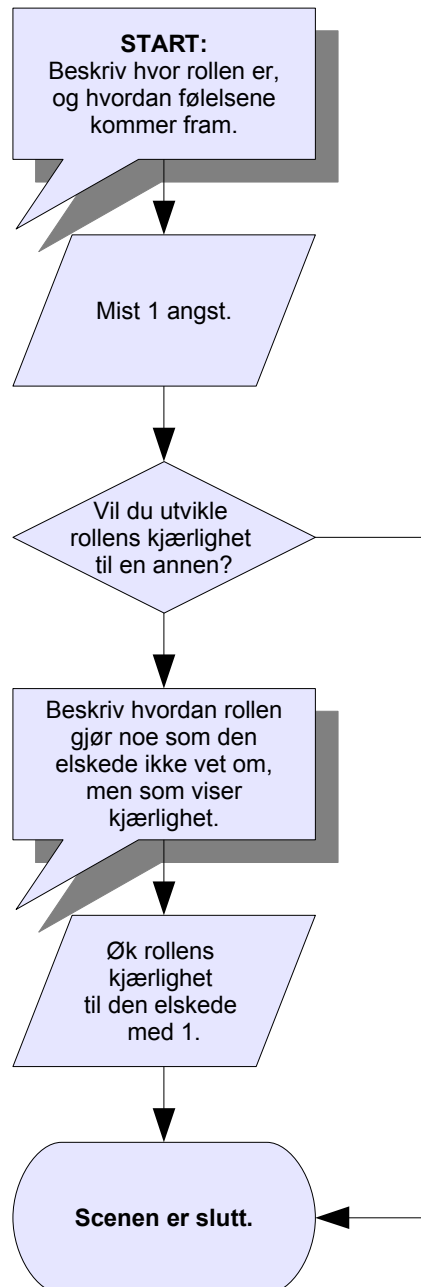 START:
Beskriv hvor rollen er,
og hvordan følelsene
kommer fram.
Mist 1 angst.
Vil du utvikle
rollens kjærlighet
til en annen?
Beskriv hvordan rollen
gjør noe som den
elskede ikke vet om,
men som viser
kjærlighet.
Øk rollens
kjærlighet
til den elskede
med 1.
Scenen er slutt.